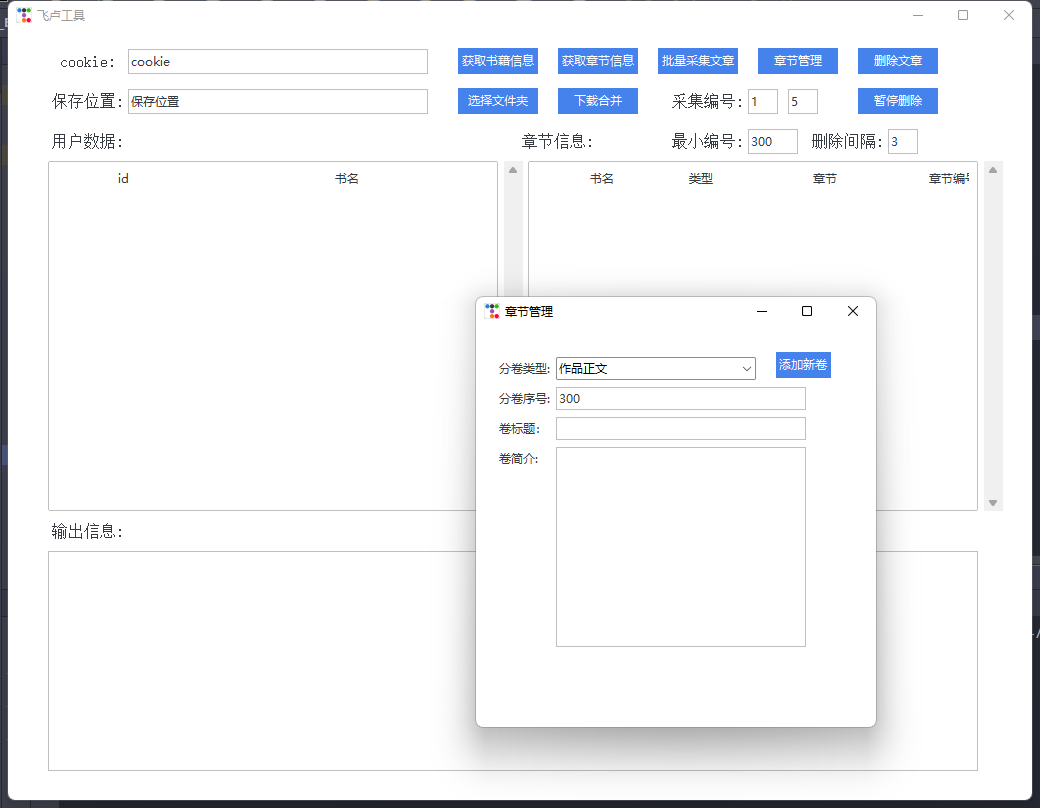 飞卢工具
cookie: cookie 获取书籍信息 获取章节信息 批量采集文章 章节管理 删除文章
保存位置: 保存位置 选择文件夹 下载合并 采集编号: 1 5 暂停删除
用户数据: 章节信息: 最小编号: 300 删除间隔: 3
id 书名 书名 类型 章节 章节编号
章节管理
分卷类型: 作品正文 添加新卷
分卷序号: 300
卷标题:
卷简介:
输出信息: